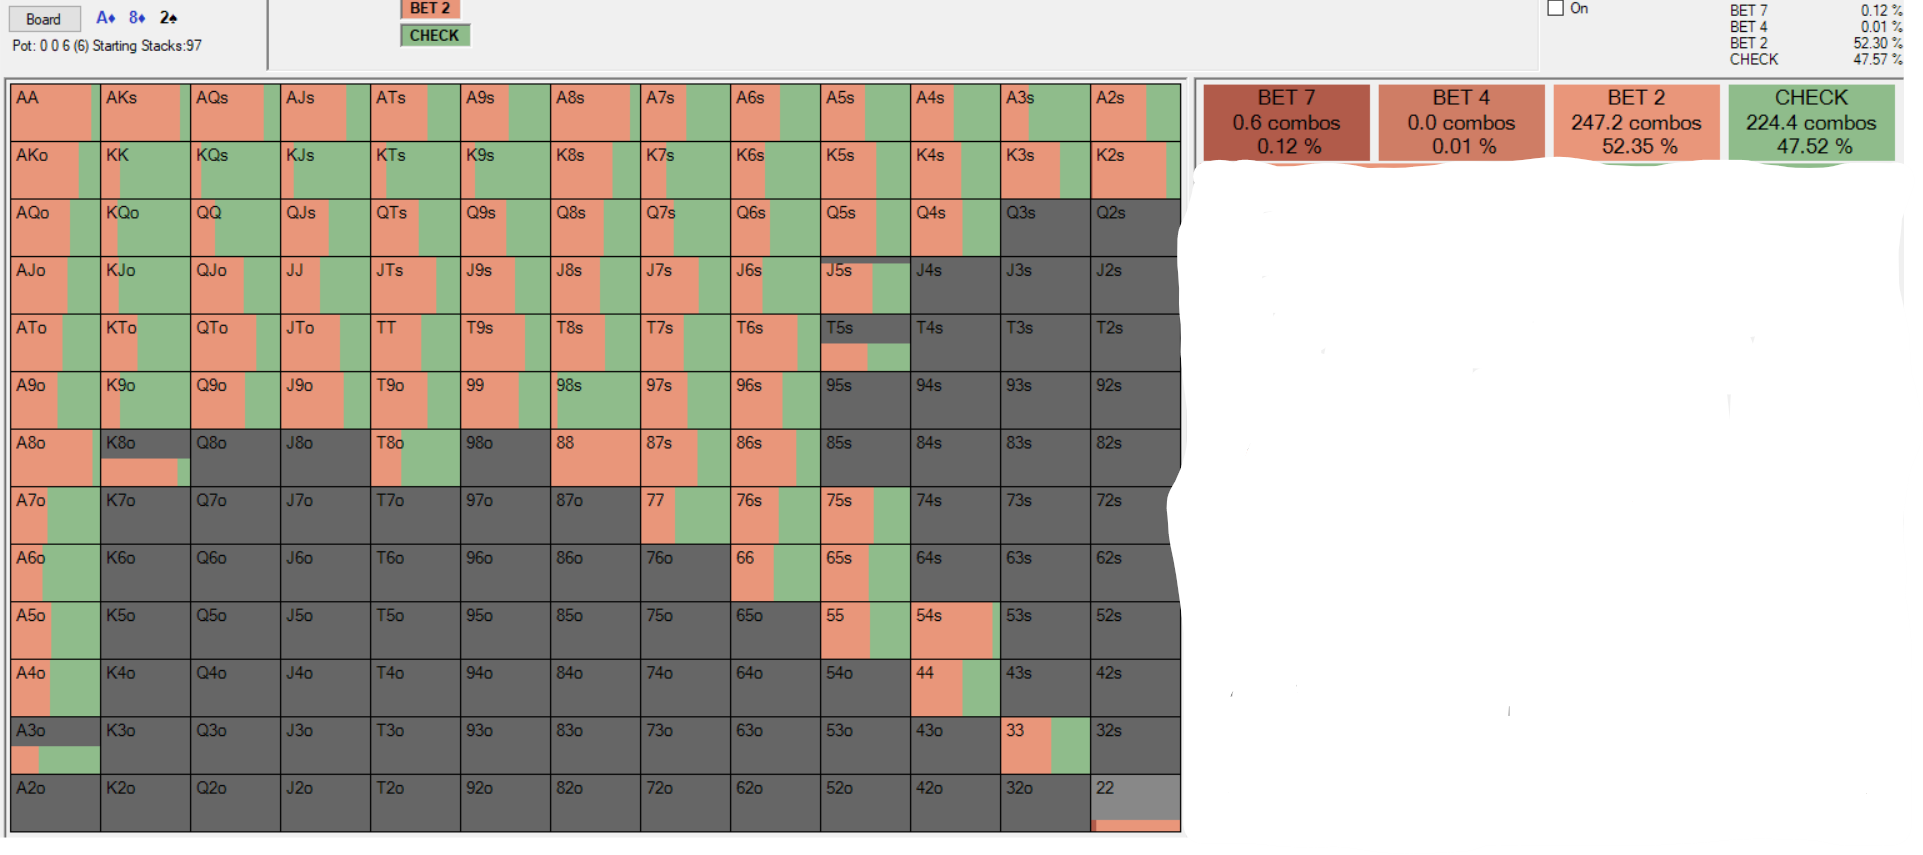 BET 2
Board A♦ 8♦ 2♠
CHECK
Pot: 0 0 6 (6) Starting Stacks:97
On
BET 7 0.12 %
BET 4 0.01 %
BET 2 52.30 %
CHECK 47.57 %
AA AKs AQs AJs ATs A9s A8s A7s A6s A5s A4s A3s A2s
AKo KK KQs KJs KTs K9s K8s K7s K6s K5s K4s K3s K2s
AQo KQo QQ QJs QTs Q9s Q8s Q7s Q6s Q5s Q4s Q3s Q2s
AJo KJo QJo JJ JTs J9s J8s J7s J6s J5s J4s J3s J2s
ATo KTo QTo JTo TT T9s T8s T7s T6s T5s T4s T3s T2s
A9o K9o Q9o J9o T9o 99 98s 97s 96s 95s 94s 93s 92s
A8o K8o Q8o J8o T8o 98o 88 87s 86s 85s 84s 83s 82s
A7o K7o Q7o J7o T7o 97o 87o 77 76s 75s 74s 73s 72s
A6o K6o Q6o J6o T6o 96o 86o 76o 66 65s 64s 63s 62s
A5o K5o Q5o J5o T5o 95o 85o 75o 65o 55 54s 53s 52s
A4o K4o Q4o J4o T4o 94o 84o 74o 64o 54o 44 43s 42s
A3o K3o Q3o J3o T3o 93o 83o 73o 63o 53o 43o 33 32s
A2o K2o Q2o J2o T2o 92o 82o 72o 62o 52o 42o 32o 22
BET 7 BET 4 BET 2 CHECK
0.6 combos 0.0 combos 247.2 combos 224.4 combos
0.12 % 0.01 % 52.35 % 47.52 %